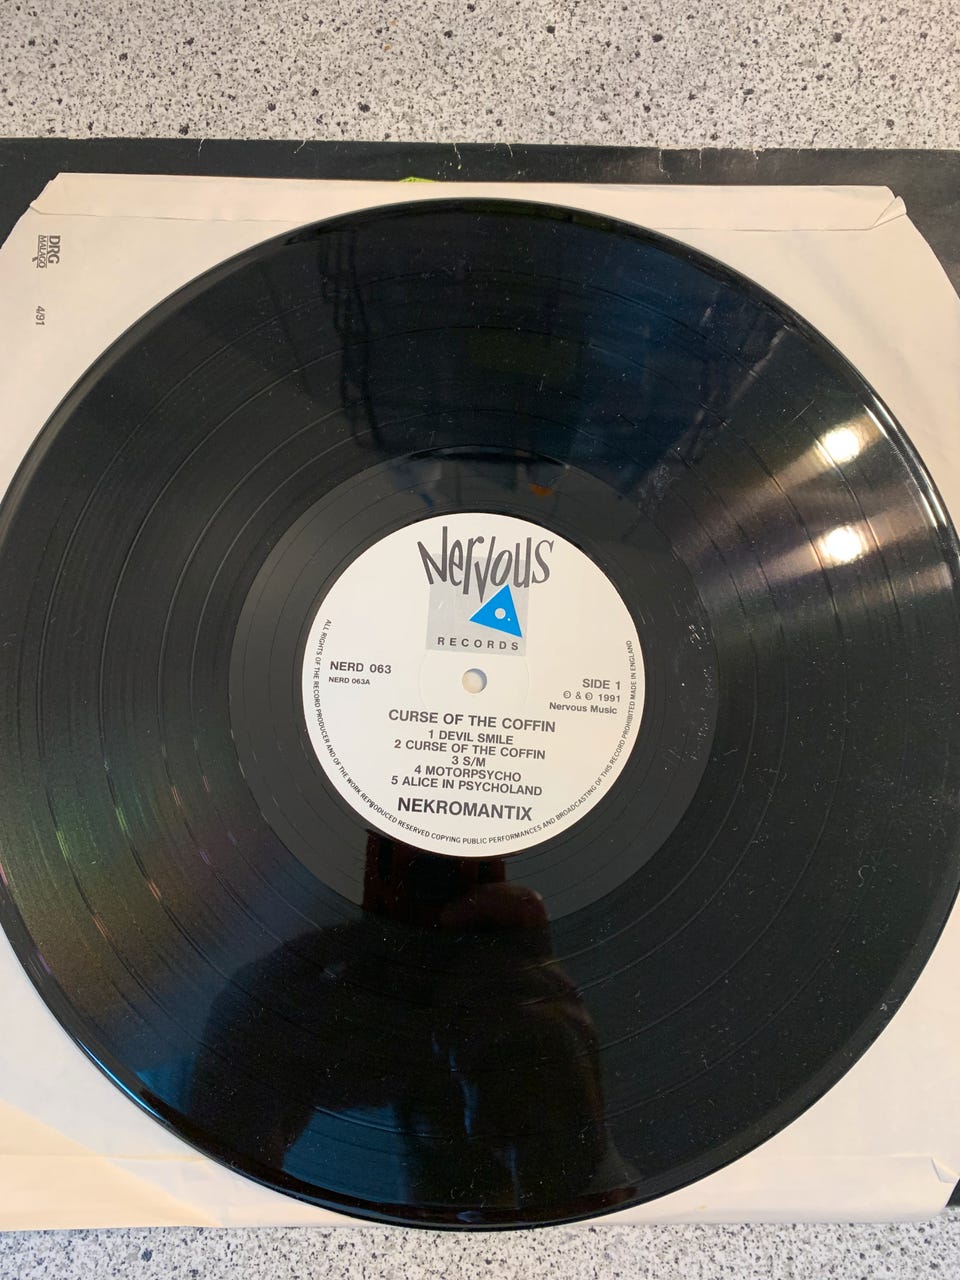 DRG
MALAGO
4/91
Nervous
RECORDS
NERD 063
NERD 063A
SIDE 1
℗ & © 1991
Nervous Music
CURSE OF THE COFFIN
1 DEVIL SMILE
2 CURSE OF THE COFFIN
3 S/M
4 MOTORPSYCHO
5 ALICE IN PSYCHOLAND
NEKROMANTIX
ALL RIGHTS OF THE RECORD PRODUCER AND OF THE WORK REPRODUCED RESERVED COPYING PUBLIC PERFORMANCES AND BROADCASTING OF THIS RECORD PROHIBITED MADE IN ENGLAND